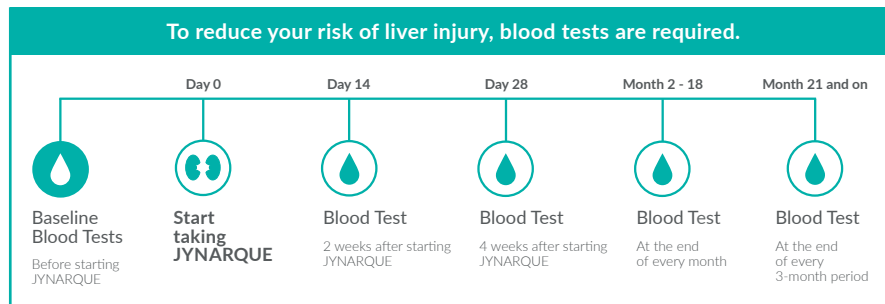 To reduce your risk of liver injury, blood tests are required.
Day 0
Day 14
Day 28
Month 2 - 18
Month 21 and on
Baseline
Blood Tests
Before starting
JYNARQUE
Start
taking
JYNARQUE
Blood Test
2 weeks after starting
JYNARQUE
Blood Test
4 weeks after starting
JYNARQUE
Blood Test
At the end
of every month
Blood Test
At the end
of every
3-month period